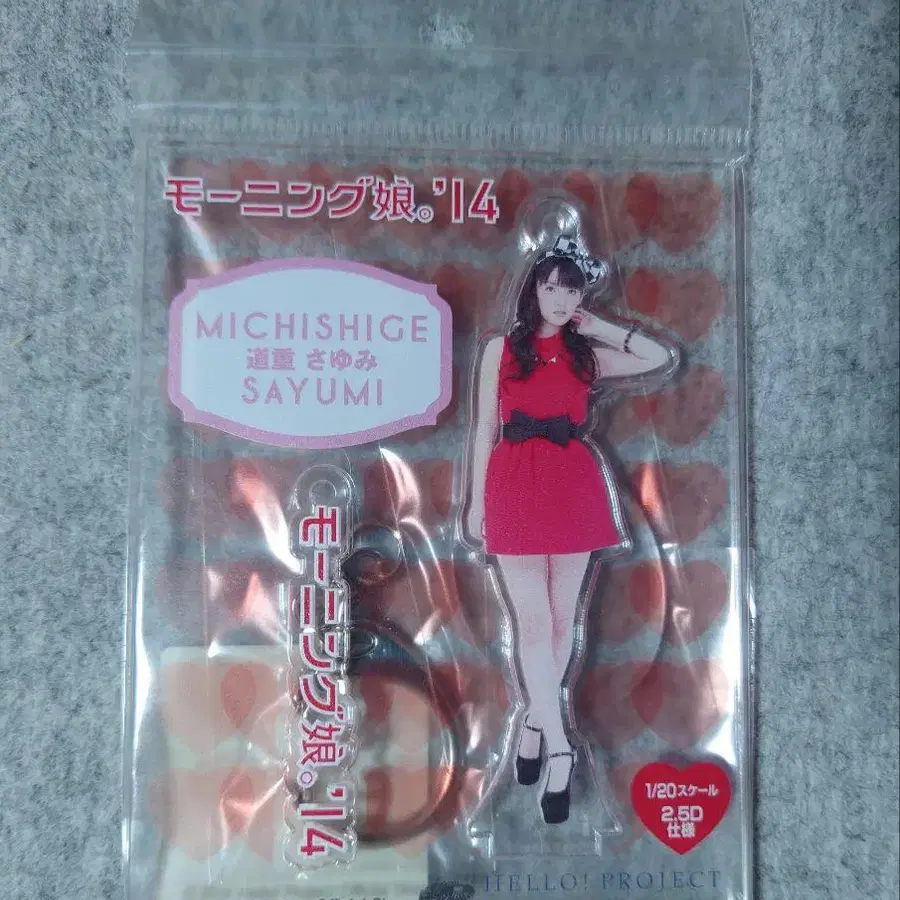 モーニング娘。'14
MICHISHIGE
道重 さゆみ
SAYUMI
モーニング娘。'14
1/20スケール
2.5D
仕様
HELLO! PROJECT